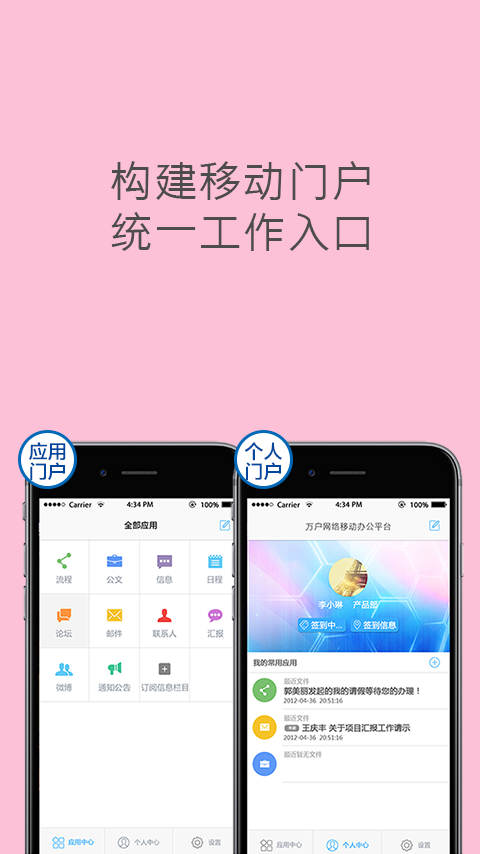 构建移动门户
统一工作入口
应用
门户
Carrier 4:34 PM 100%
全部应用
流程 公文 信息 日程
论坛 邮件 联系人 汇报
微博 通知公告 订阅信息栏目
应用中心 个人中心 设置
个人
门户
Carrier 4:34 PM 100%
万户网络移动办公平台
李小琳 产品部
签到中... 签到信息
我的常用应用
最近文件
郭美丽发起的我的请假等待您的办理！
2012-04-36 20:51:16
最近文件
王庆丰 关于项目汇报工作请示
2012-04-36 20:51:16
最近暂无文件
应用中心 个人中心 设置